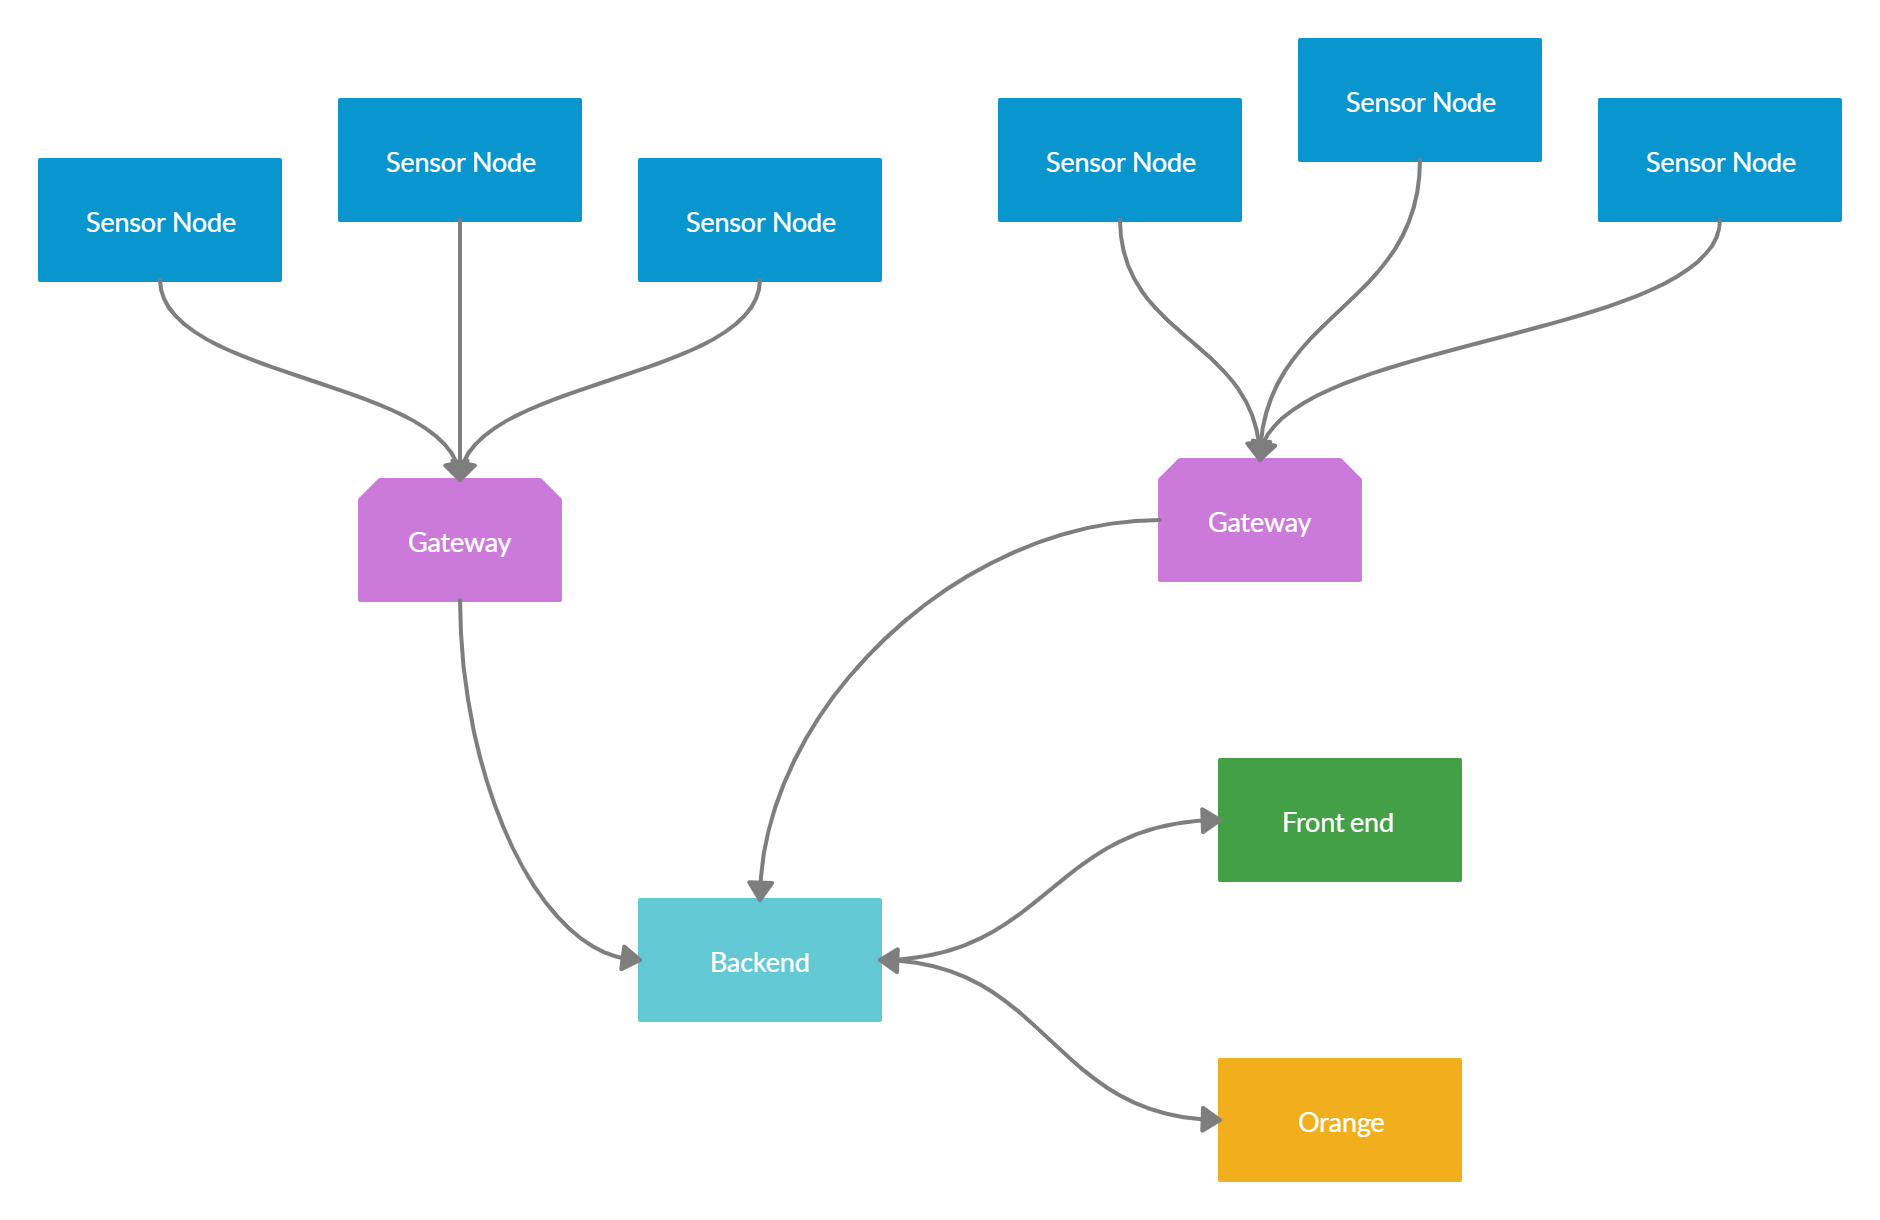 Sensor Node
Sensor Node
Sensor Node
Sensor Node
Sensor Node
Sensor Node
Gateway
Gateway
Front end
Backend
Orange